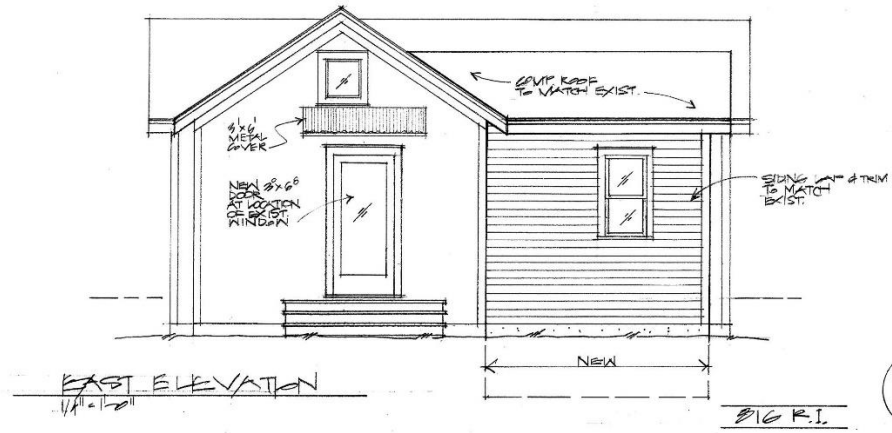 COMP ROOF
TO MATCH EXIST.
3'x6'
METAL
COVER
NEW 3⁰x6⁸
DOOR
AT LOCATION
OF EXIST.
WINDOW
SIDING LAP & TRIM
TO MATCH
EXIST.
NEW
EAST ELEVATION
1/4"=1'-0"
316 R.I.